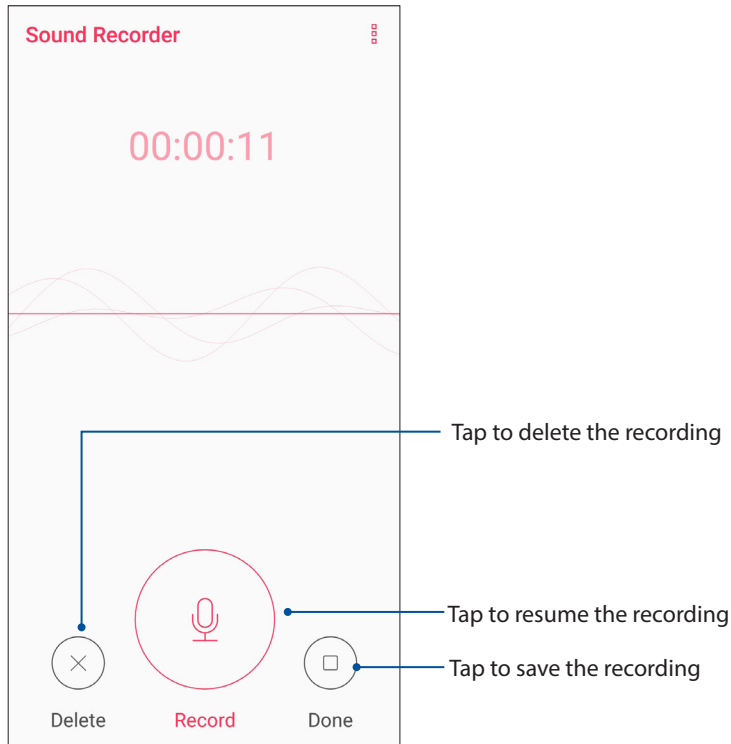 Sound Recorder
00:00:11
Tap to delete the recording
Tap to resume the recording
Tap to save the recording
Delete
Record
Done